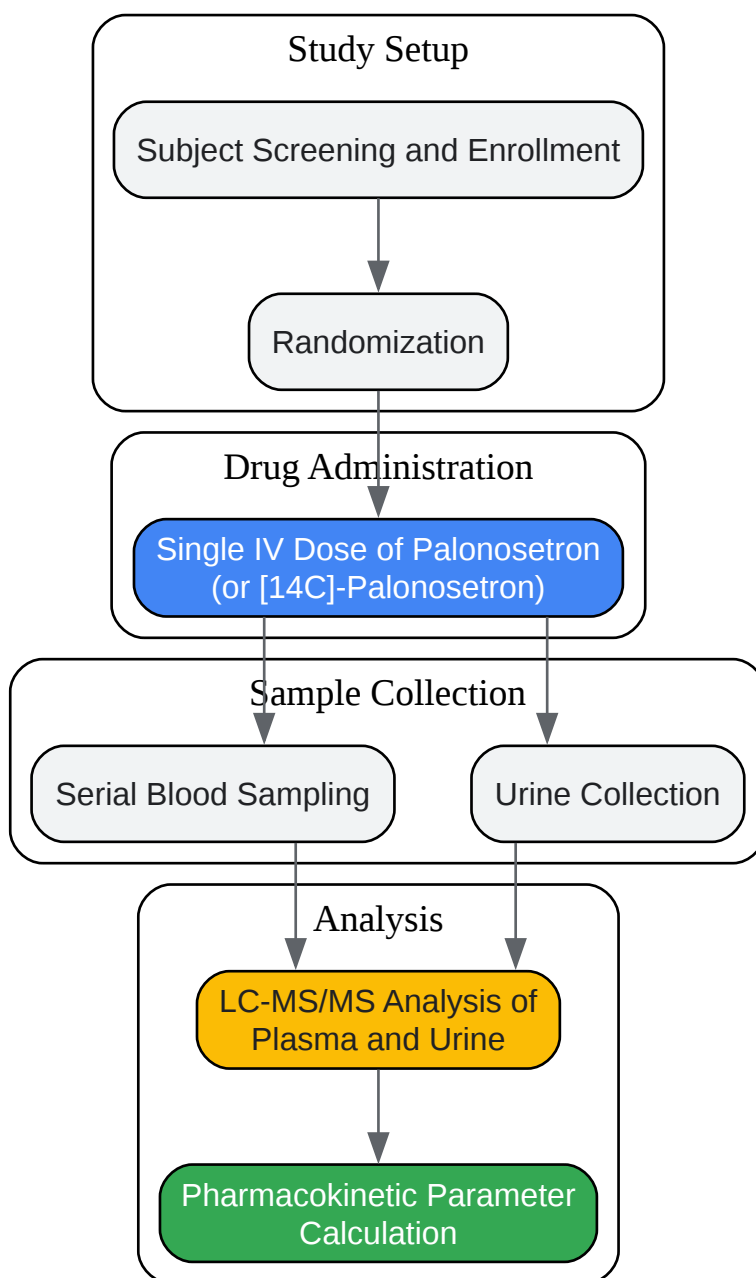 Study Setup
Subject Screening and Enrollment
Randomization
Drug Administration
Single IV Dose of Palonosetron
(or [14C]-Palonosetron)
Sample Collection
Serial Blood Sampling
Urine Collection
Analysis
LC-MS/MS Analysis of
Plasma and Urine
Pharmacokinetic Parameter
Calculation